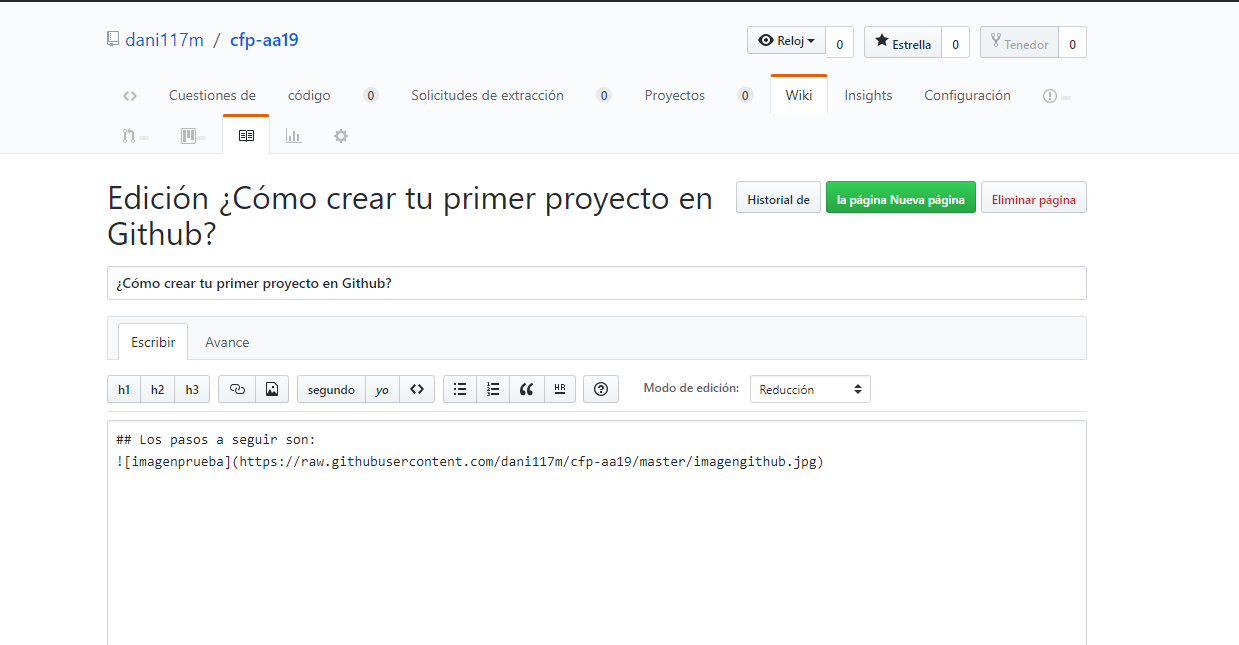 dani117m / cfp-aa19
Reloj 0 Estrella 0 Tenedor 0
Cuestiones de código 0 Solicitudes de extracción 0 Proyectos 0 Wiki Insights Configuración
Edición ¿Cómo crear tu primer proyecto en
Github?
Historial de la página Nueva página Eliminar página
¿Cómo crear tu primer proyecto en Github?
Escribir Avance
h1 h2 h3 segundo yo <> HR Modo de edición: Reducción
## Los pasos a seguir son:
![imagenprueba](https://raw.githubusercontent.com/dani117m/cfp-aa19/master/imagengithub.jpg)